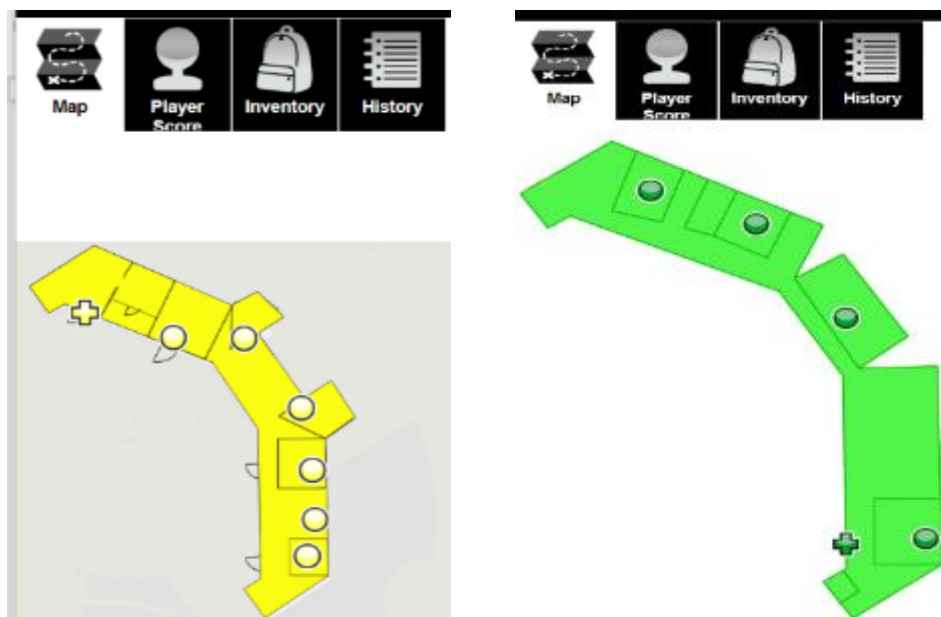 Map
Player
Score
Inventory
History
Map
Player
Score
Inventory
History